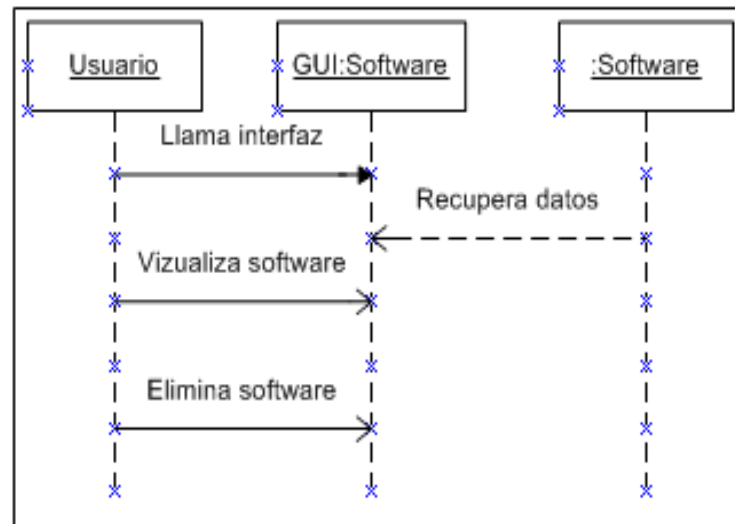 Usuario
GUI:Software
:Software
Llama interfaz
Recupera datos
Vizualiza software
Elimina software